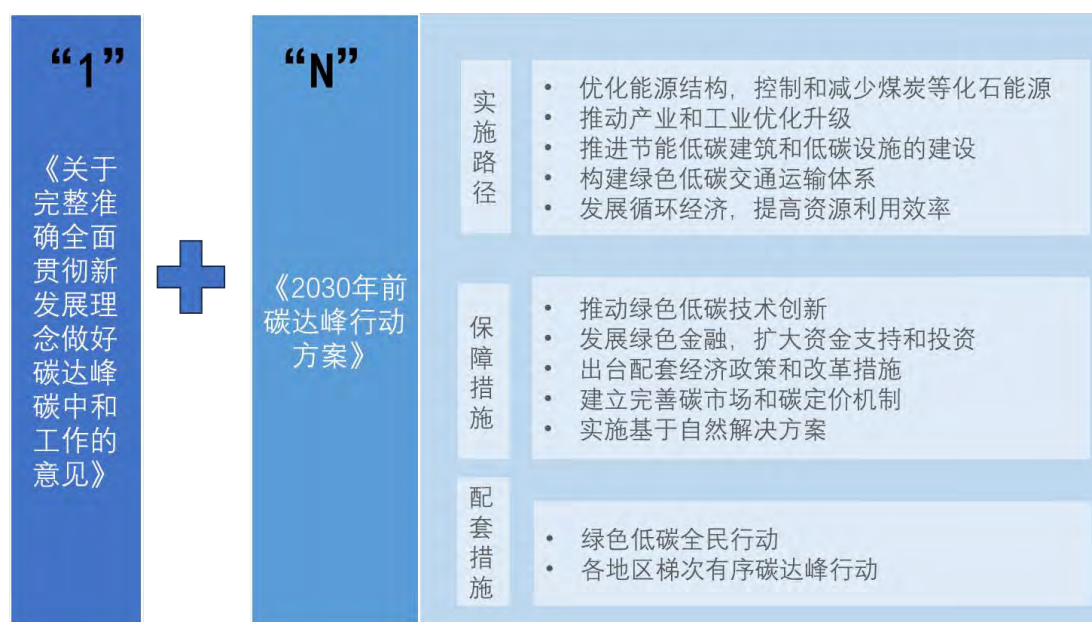 “1”
《关于
完整准
确全面
贯彻新
发展理
念做好
碳达峰
碳中和
工作的
意见》
“N”
《2030年前
碳达峰行动
方案》
实
施
路
径
• 优化能源结构，控制和减少煤炭等化石能源
• 推动产业和工业优化升级
• 推进节能低碳建筑和低碳设施的建设
• 构建绿色低碳交通运输体系
• 发展循环经济，提高资源利用效率
保
障
措
施
• 推动绿色低碳技术创新
• 发展绿色金融，扩大资金支持和投资
• 出台配套经济政策和改革措施
• 建立完善碳市场和碳定价机制
• 实施基于自然解决方案
配
套
措
施
• 绿色低碳全民行动
• 各地区梯次有序碳达峰行动